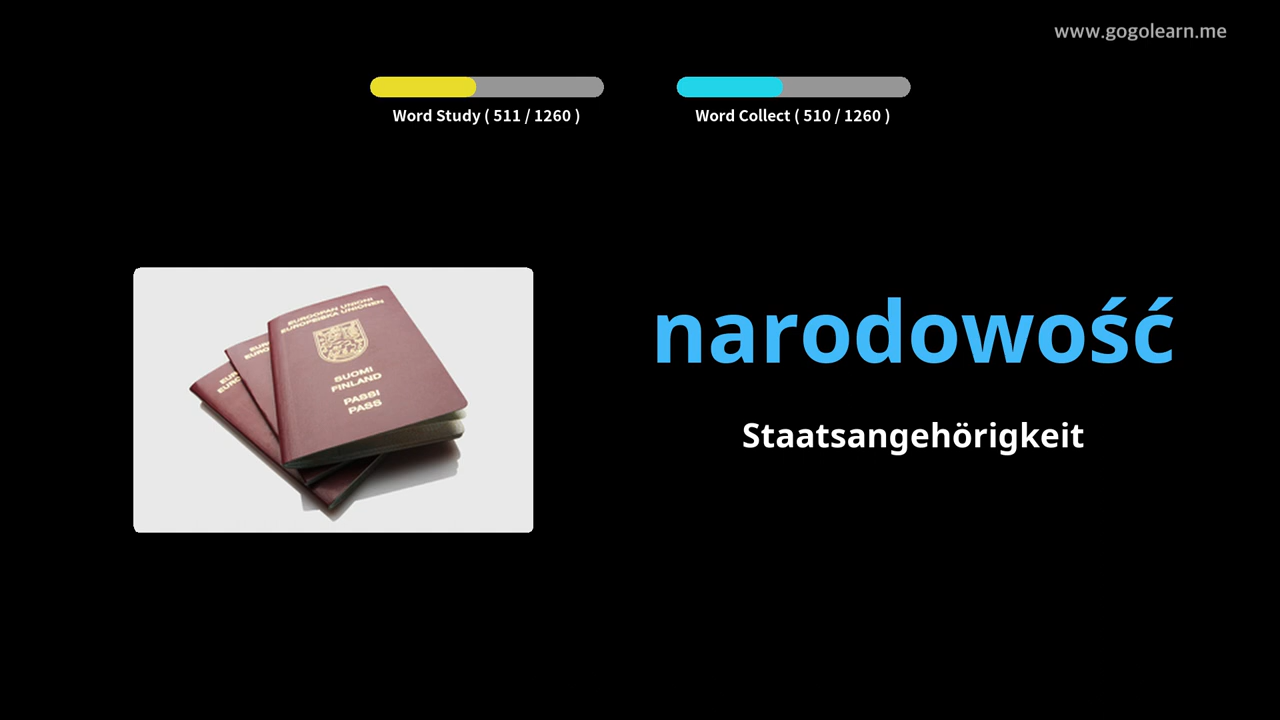 www.gogolearn.me
Word Study ( 511 / 1260 )
Word Collect ( 510 / 1260 )
EUROOPAN UNIONI
EUROPEISKA UNIONEN
SUOMI
FINLAND
PASSI
PASS
narodowość
Staatsangehörigkeit